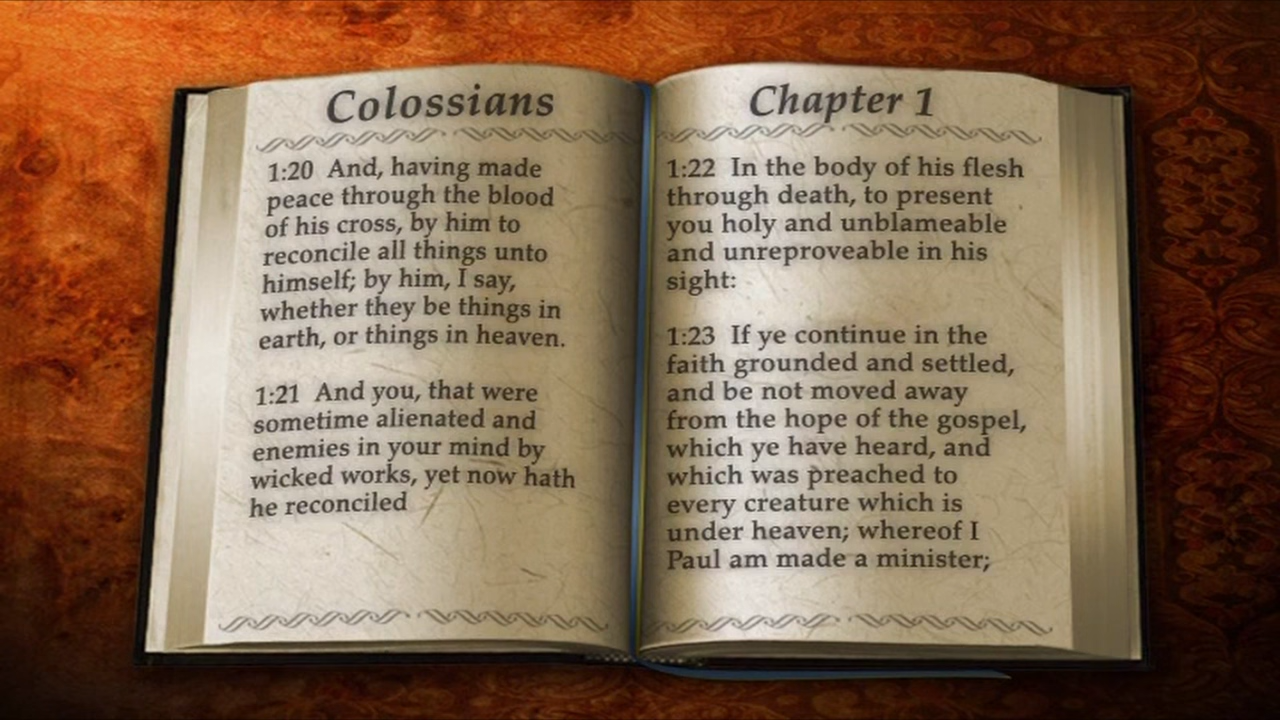 Colossians
1:20 And, having made
peace through the blood
of his cross, by him to
reconcile all things unto
himself; by him, I say,
whether they be things in
earth, or things in heaven.
1:21 And you, that were
sometime alienated and
enemies in your mind by
wicked works, yet now hath
he reconciled
Chapter 1
1:22 In the body of his flesh
through death, to present
you holy and unblameable
and unreproveable in his
sight:
1:23 If ye continue in the
faith grounded and settled,
and be not moved away
from the hope of the gospel,
which ye have heard, and
which was preached to
every creature which is
under heaven; whereof I
Paul am made a minister;